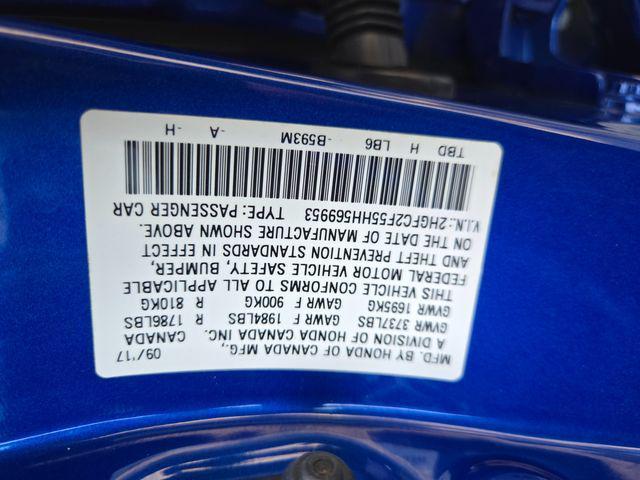 MFD. BY HONDA OF CANADA MFG., 09/'17
A DIVISION OF HONDA CANADA INC. CANADA
GVWR 3737LBS GAWR F 1984LBS R 1786LBS
GVWR 1695KG GAWR F 900KG R 810KG
THIS VEHICLE CONFORMS TO ALL APPLICABLE
FEDERAL MOTOR VEHICLE SAFETY, BUMPER,
AND THEFT PREVENTION STANDARDS IN EFFECT
ON THE DATE OF MANUFACTURE SHOWN ABOVE.
V.I.N.: 2HGFC2F55HH569953 TYPE: PASSENGER CAR
TBD H LB6 -B593M -A -H